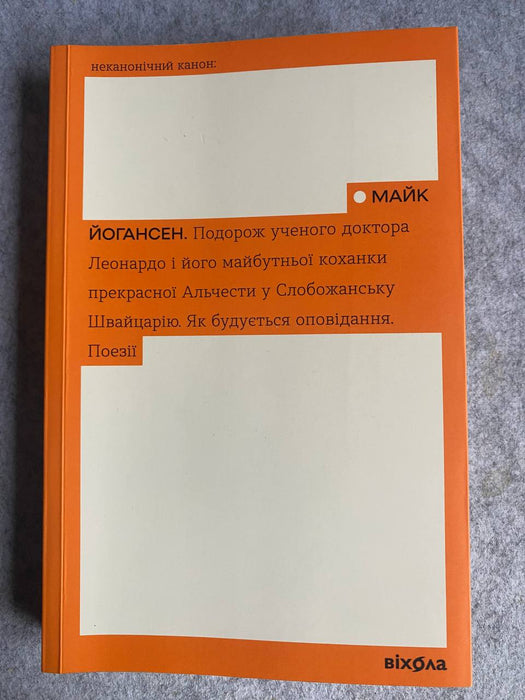 неканонічний канон:
МАЙК
ЙОГАНСЕН. Подорож ученого доктора
Леонардо і його майбутньої коханки
прекрасної Альчести у Слобожанську
Швайцарію. Як будується оповідання.
Поезії
віхола